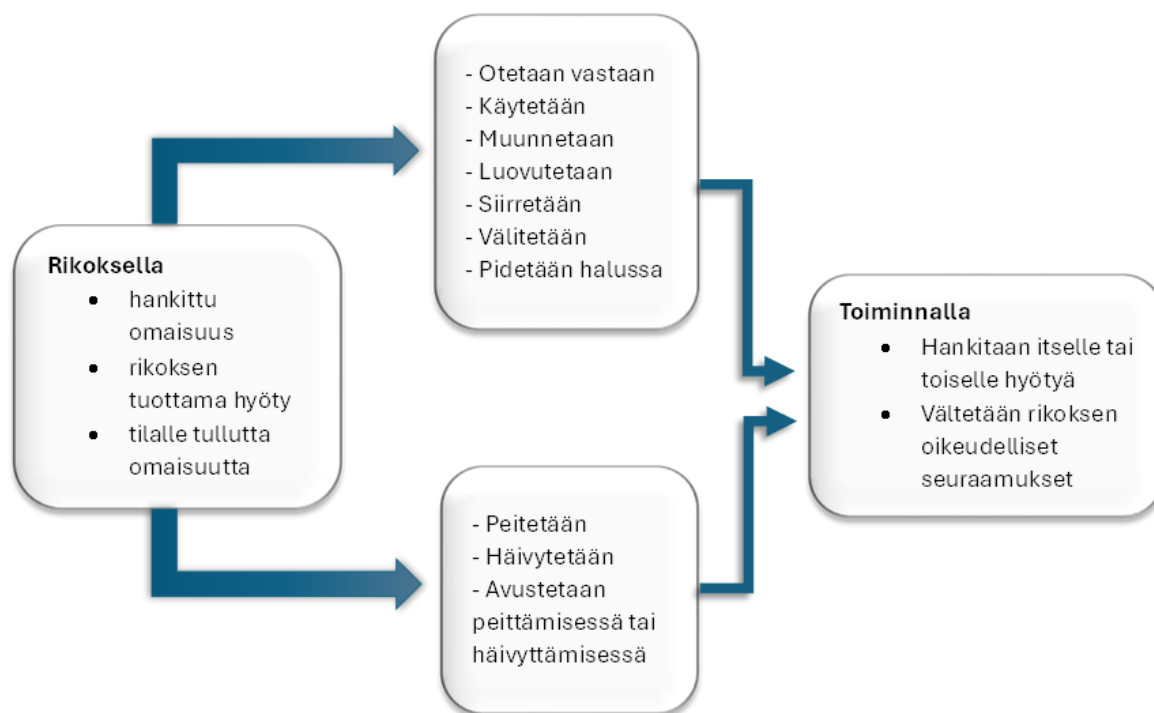 Rikoksella
● hankittu
omaisuus
● rikoksen
tuottama hyöty
● tilalle tullutta
omaisuutta
- Otetaan vastaan
- Käytetään
- Muunnetaan
- Luovutetaan
- Siirretään
- Välitetään
- Pidetään halussa
- Peitetään
- Häivytetään
- Avustetaan
peittämisessä tai
häivyttämisessä
Toiminnalla
● Hankitaan itselle tai
toiselle hyötyä
● Vältetään rikoksen
oikeudelliset
seuraamukset